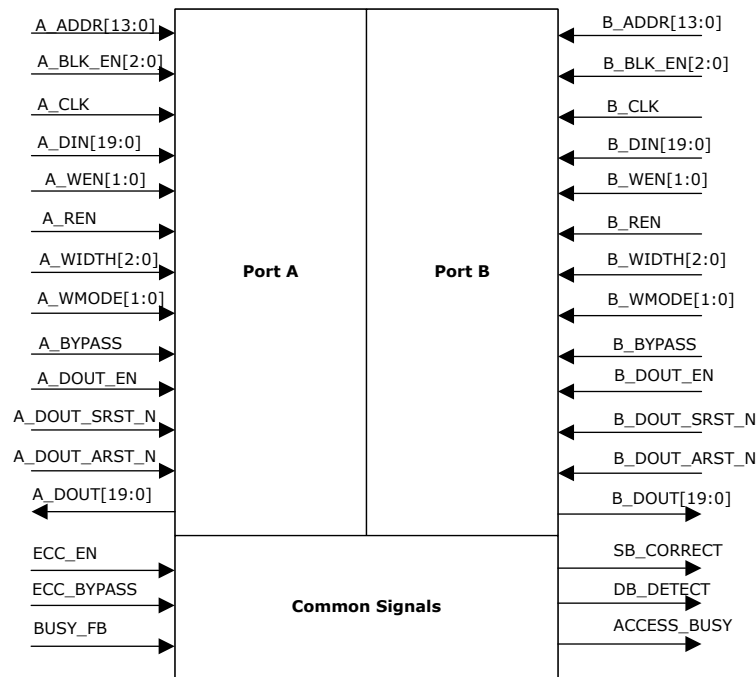 A_ADDR[13:0]
A_BLK_EN[2:0]
A_CLK
A_DIN[19:0]
A_WEN[1:0]
A_REN
A_WIDTH[2:0]
A_WMODE[1:0]
A_BYPASS
A_DOUT_EN
A_DOUT_SRST_N
A_DOUT_ARST_N
A_DOUT[19:0]
ECC_EN
ECC_BYPASS
BUSY_FB
Port A
Port B
Common Signals
B_ADDR[13:0]
B_BLK_EN[2:0]
B_CLK
B_DIN[19:0]
B_WEN[1:0]
B_REN
B_WIDTH[2:0]
B_WMODE[1:0]
B_BYPASS
B_DOUT_EN
B_DOUT_SRST_N
B_DOUT_ARST_N
B_DOUT[19:0]
SB_CORRECT
DB_DETECT
ACCESS_BUSY